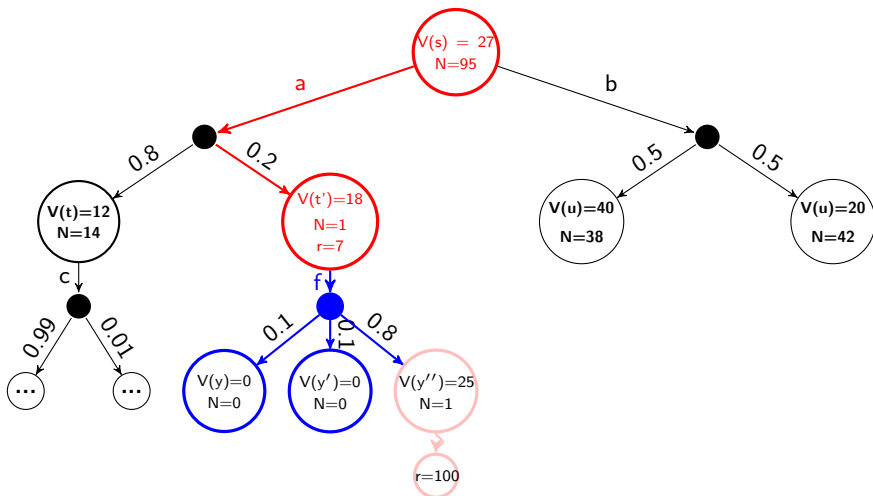 V(s) = 27
N=95
a
b
0.8
0.2
0.5
0.5
V(t)=12
N=14
V(t')=18
N=1
r=7
V(u)=40
N=38
V(u)=20
N=42
c
f
0.99
0.01
0.1
0.1
0.8
...
...
V(y)=0
N=0
V(y′)=0
N=0
V(y′′)=25
N=1
r=100